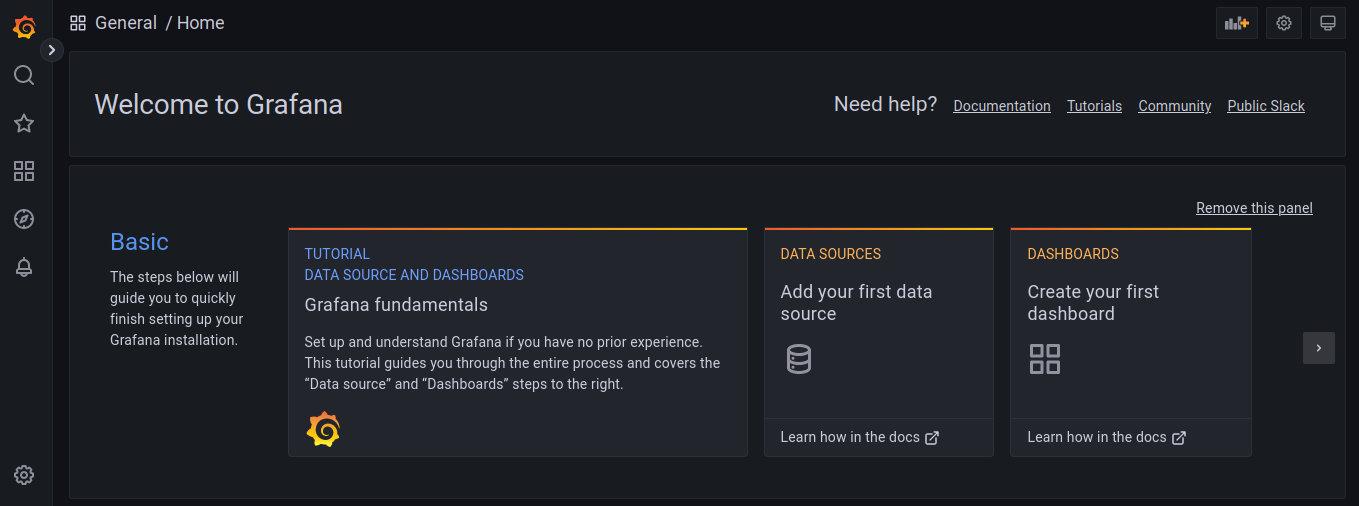 General / Home
Welcome to Grafana
Need help? Documentation Tutorials Community Public Slack
Remove this panel
Basic
The steps below will
guide you to quickly
finish setting up your
Grafana installation.
TUTORIAL
DATA SOURCE AND DASHBOARDS
Grafana fundamentals
Set up and understand Grafana if you have no prior experience.
This tutorial guides you through the entire process and covers the
“Data source” and “Dashboards” steps to the right.
DATA SOURCES
Add your first data
source
Learn how in the docs
DASHBOARDS
Create your first
dashboard
Learn how in the docs